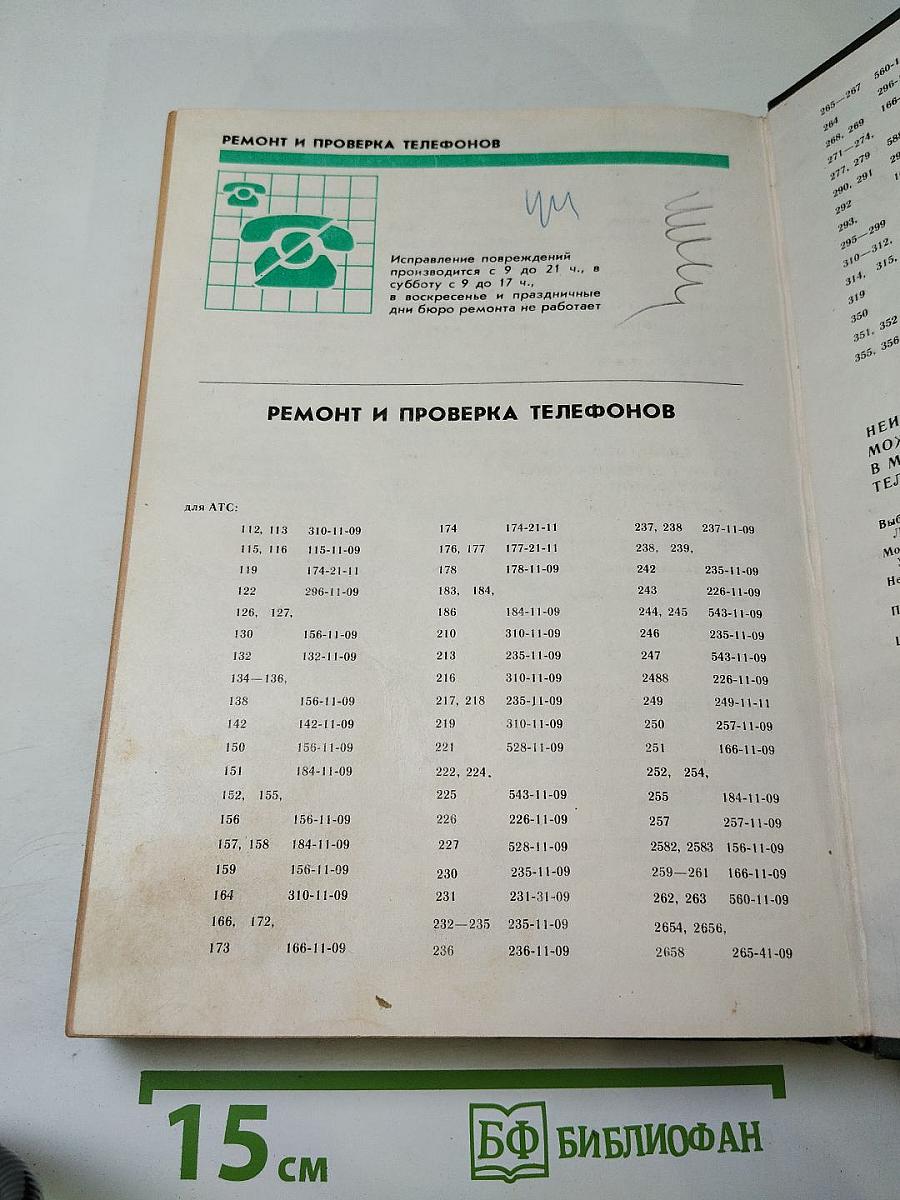 РЕМОНТ И ПРОВЕРКА ТЕЛЕФОНОВ
Исправление повреждений
производится с 9 до 21 ч., в
субботу с 9 до 17 ч.,
в воскресенье и праздничные
дни бюро ремонта не работает
РЕМОНТ И ПРОВЕРКА ТЕЛЕФОНОВ
для АТС:
112, 113 310-11-09
115, 116 115-11-09
119 174-21-11
122 296-11-09
126, 127,
130 156-11-09
132 132-11-09
134—136,
138 156-11-09
142 142-11-09
150 156-11-09
151 184-11-09
152, 155,
156 156-11-09
157, 158 184-11-09
159 156-11-09
164 310-11-09
166, 172,
173 166-11-09
174 174-21-11
176, 177 177-21-11
178 178-11-09
183, 184,
186 184-11-09
210 310-11-09
213 235-11-09
216 310-11-09
217, 218 235-11-09
219 310-11-09
221 528-11-09
222, 224,
225 543-11-09
226 226-11-09
227 528-11-09
230 235-11-09
231 231-31-09
232—235 235-11-09
236 236-11-09
237, 238 237-11-09
238, 239,
242 235-11-09
243 226-11-09
244, 245 543-11-09
246 235-11-09
247 543-11-09
2488 226-11-09
249 249-11-11
250 257-11-09
251 166-11-09
252, 254,
255 184-11-09
257 257-11-09
2582, 2583 156-11-09
259—261 166-11-09
262, 263 560-11-09
2654, 2656,
2658 265-41-09
265—267 560-1
264 296-
268, 269 166-
271—274,
277, 279
290, 291
292
293,
295—299
310—312,
314, 315,
319
350
351, 352
355, 356
НЕИ
МОЖ
В М
ТЕЛ
15 см
БФ БИБЛИОФАН